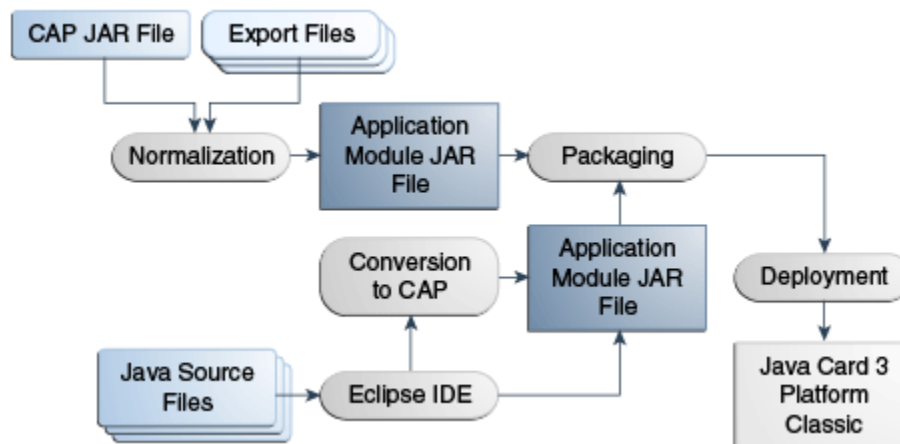 CAP JAR File
Export Files
Normalization
Application
Module JAR
File
Packaging
Conversion
to CAP
Application
Module JAR
File
Deployment
Java Source
Files
Eclipse IDE
Java Card 3
Platform
Classic